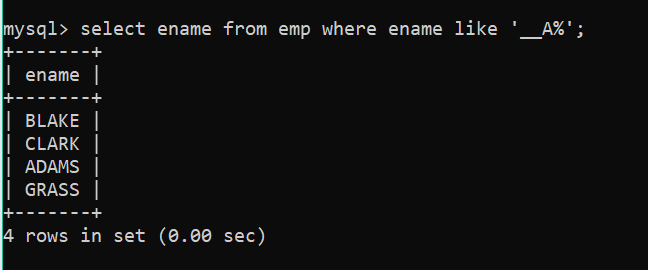 mysql> select ename from emp where ename like '__A%';
+-------+
| ename |
+-------+
| BLAKE |
| CLARK |
| ADAMS |
| GRASS |
+-------+
4 rows in set (0.00 sec)